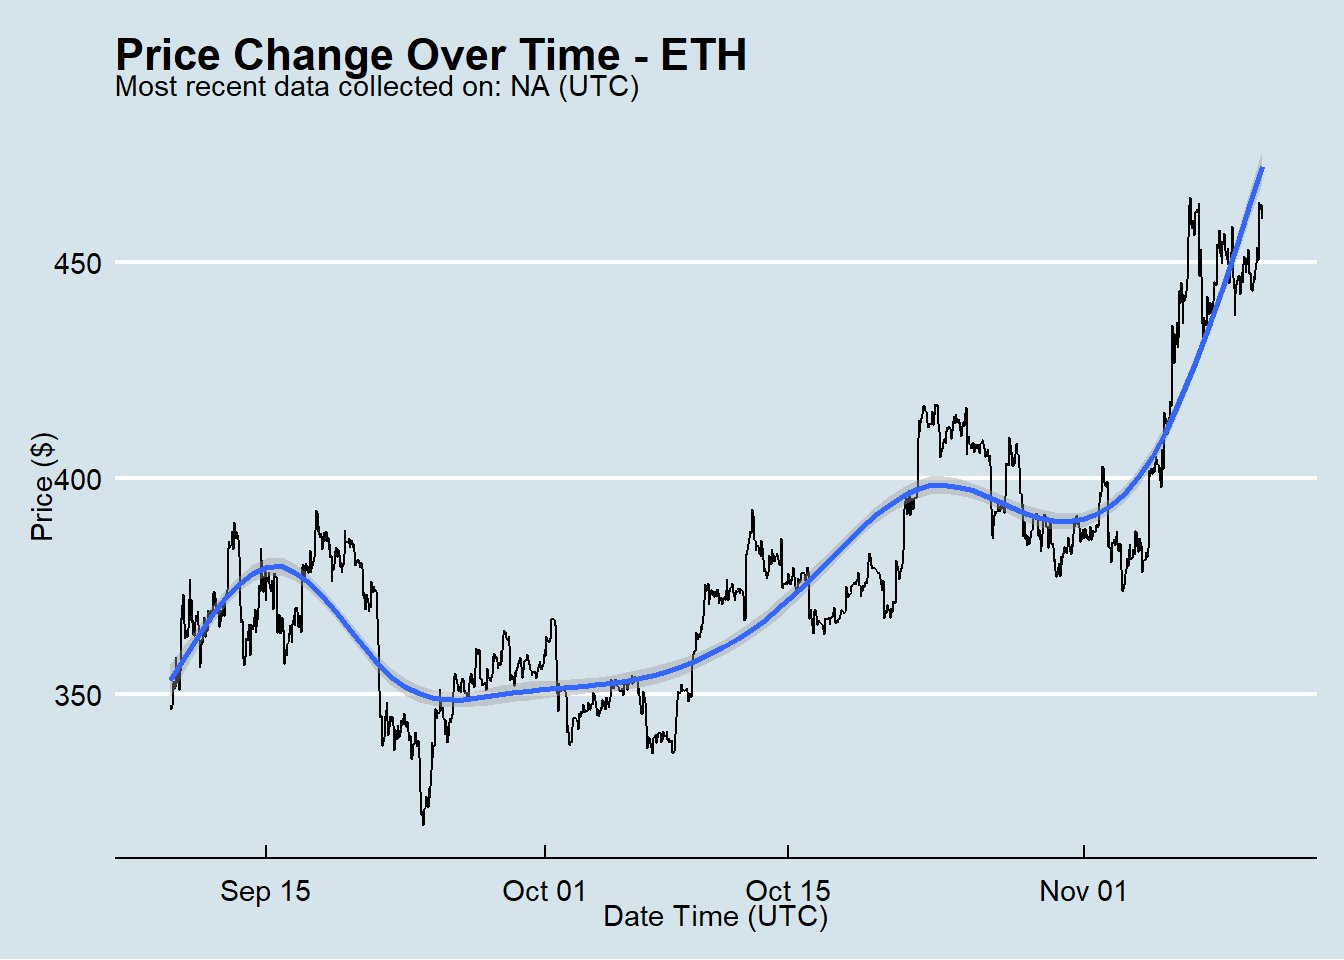 Price Change Over Time - ETH
Most recent data collected on: NA (UTC)
Price ($)
450
400
350
Sep 15
Oct 01
Oct 15
Nov 01
Date Time (UTC)